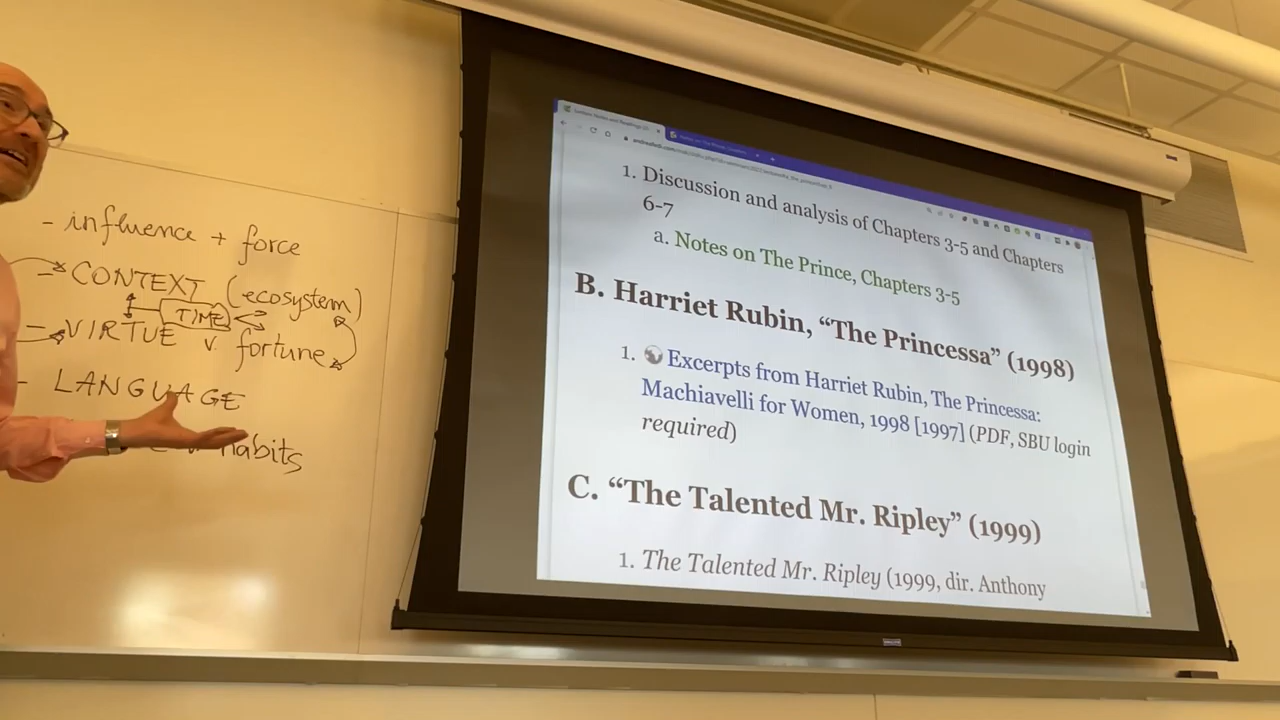 - influence + force
CONTEXT (ecosystem)
TIME
- VIRTUE v. fortune
- LANGUAGE
habits
1. Discussion and analysis of Chapters 3-5 and Chapters
6-7
a. Notes on The Prince, Chapters 3-5
B. Harriet Rubin, “The Princessa” (1998)
1. Excerpts from Harriet Rubin, The Princessa:
Machiavelli for Women, 1998 [1997] (PDF, SBU login
required)
C. “The Talented Mr. Ripley” (1999)
1. The Talented Mr. Ripley (1999, dir. Anthony